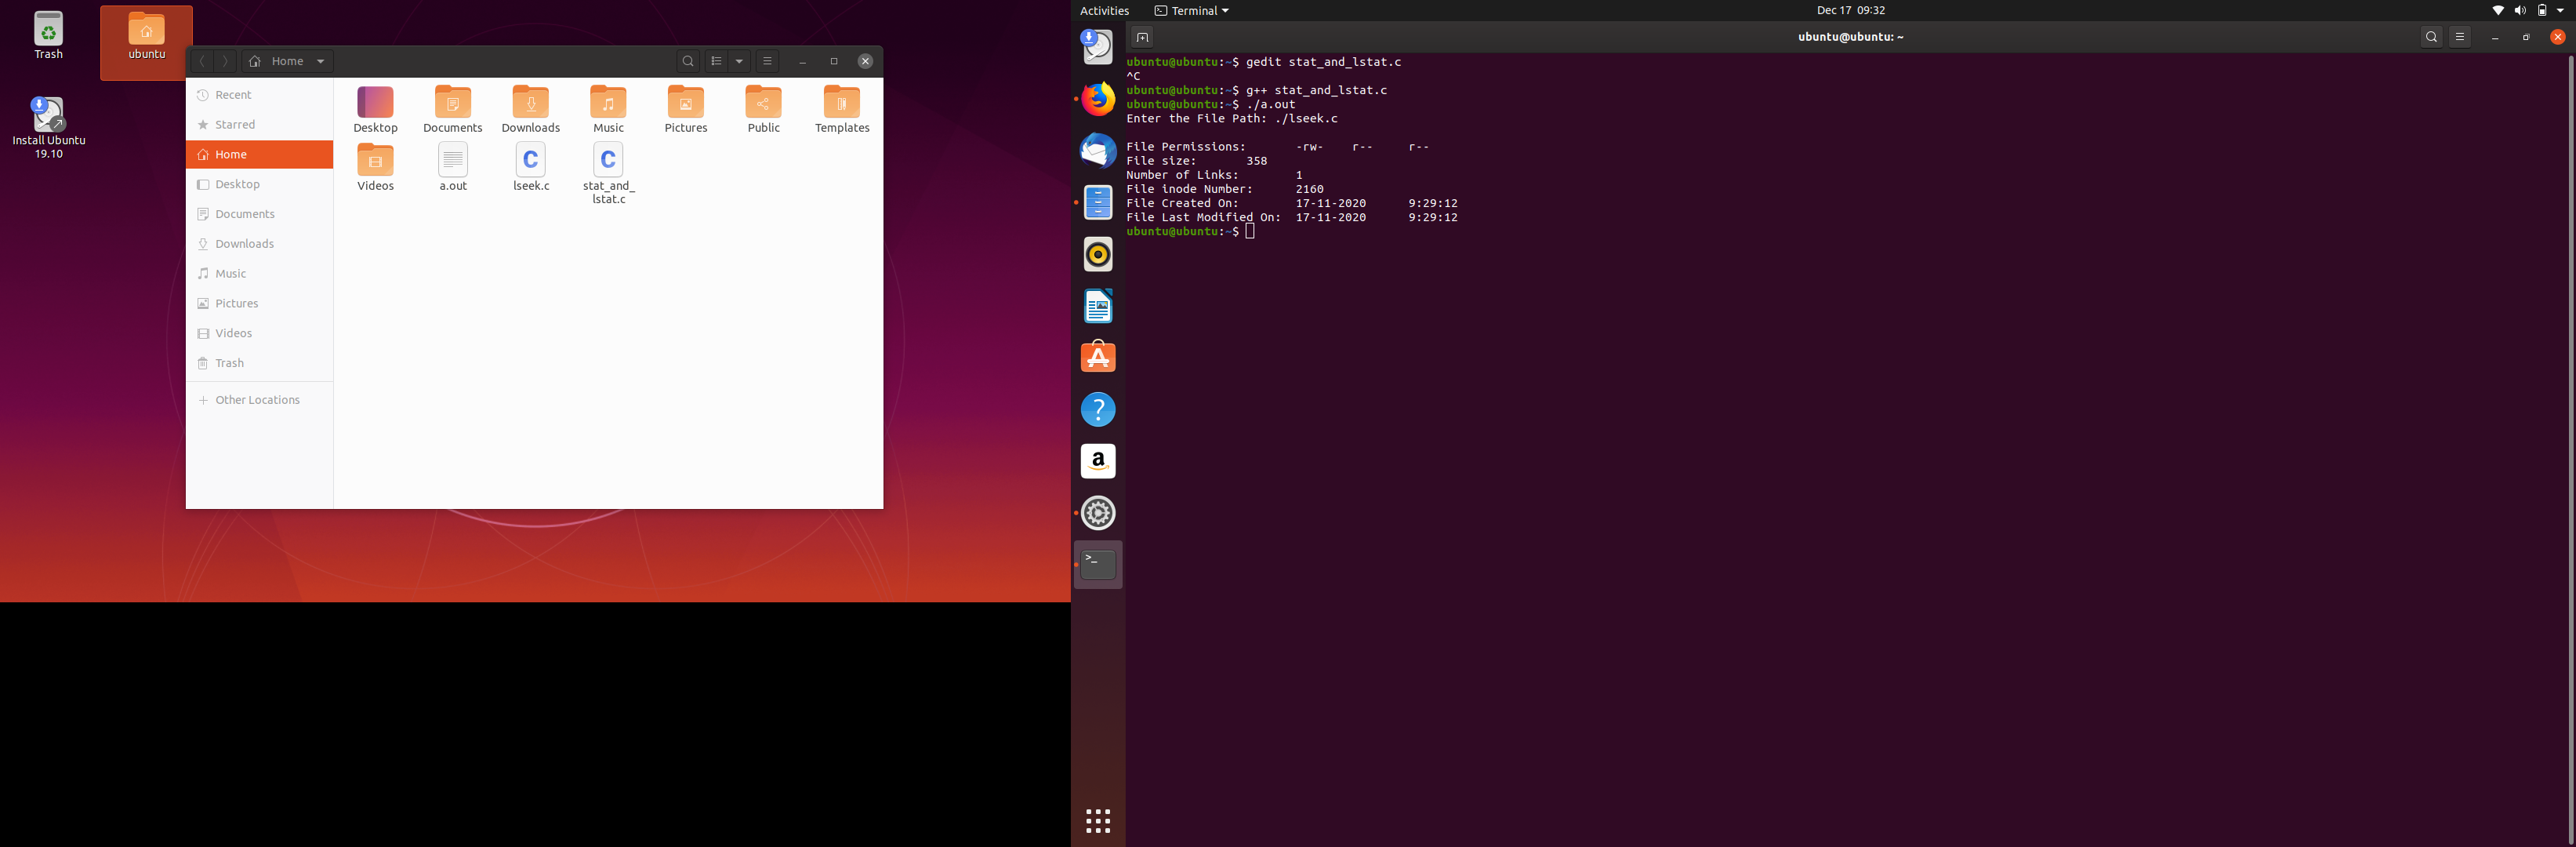 Trash
ubuntu
Install Ubuntu
19.10
Home
Recent
Starred
Home
Desktop
Documents
Downloads
Music
Pictures
Videos
Trash
Other Locations
Desktop
Documents
Downloads
Music
Pictures
Public
Templates
Videos
a.out
lseek.c
stat_and_
lstat.c
Activities
Terminal
Dec 17 09:32
ubuntu@ubuntu: ~
ubuntu@ubuntu:~$ gedit stat_and_lstat.c
^C
ubuntu@ubuntu:~$ g++ stat_and_lstat.c
ubuntu@ubuntu:~$ ./a.out
Enter the File Path: ./lseek.c
File Permissions: -rw- r-- r--
File size: 358
Number of Links: 1
File inode Number: 2160
File Created On: 17-11-2020 9:29:12
File Last Modified On: 17-11-2020 9:29:12
ubuntu@ubuntu:~$